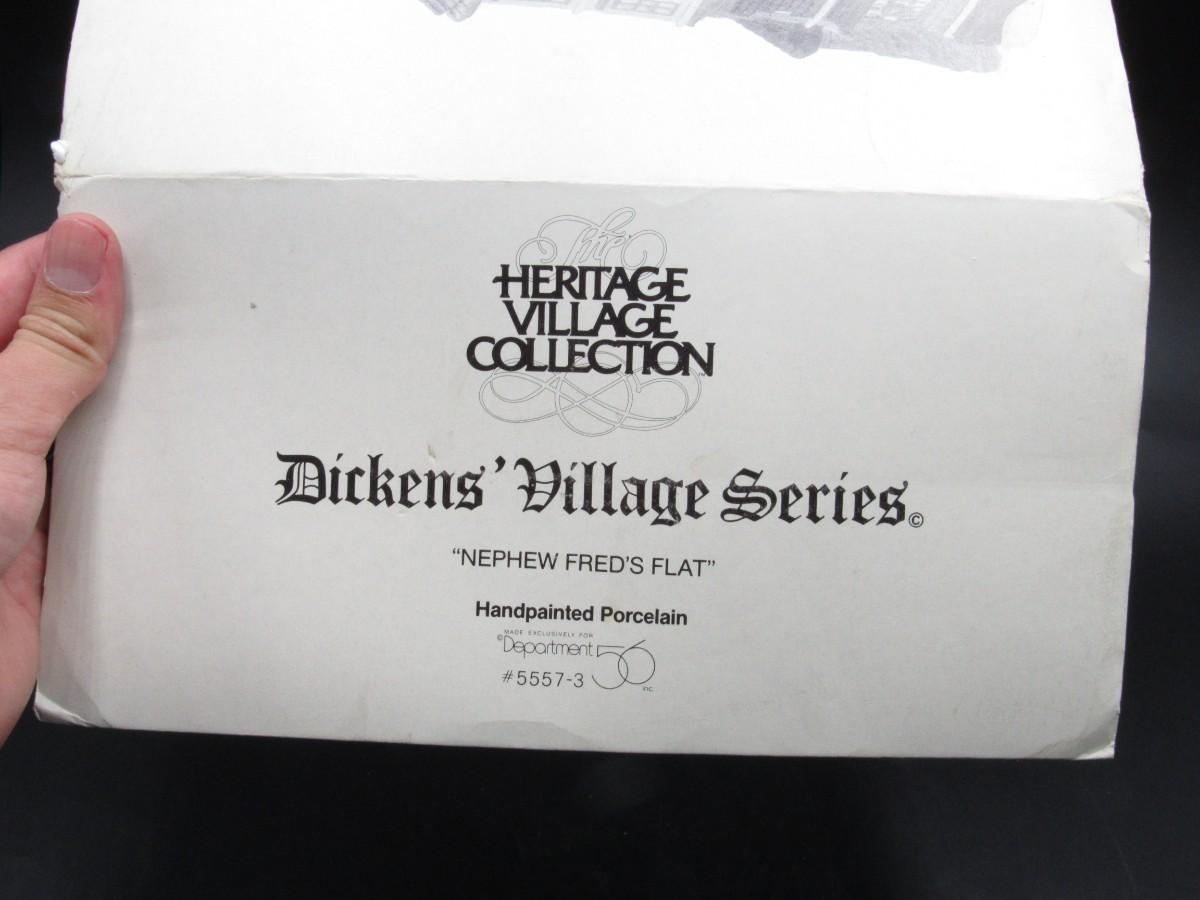 The
HERITAGE
VILLAGE
COLLECTION™
Dickens' Village Series©
“NEPHEW FRED'S FLAT”
Handpainted Porcelain
MADE EXCLUSIVELY FOR
©Department 56 inc.
#5557-3